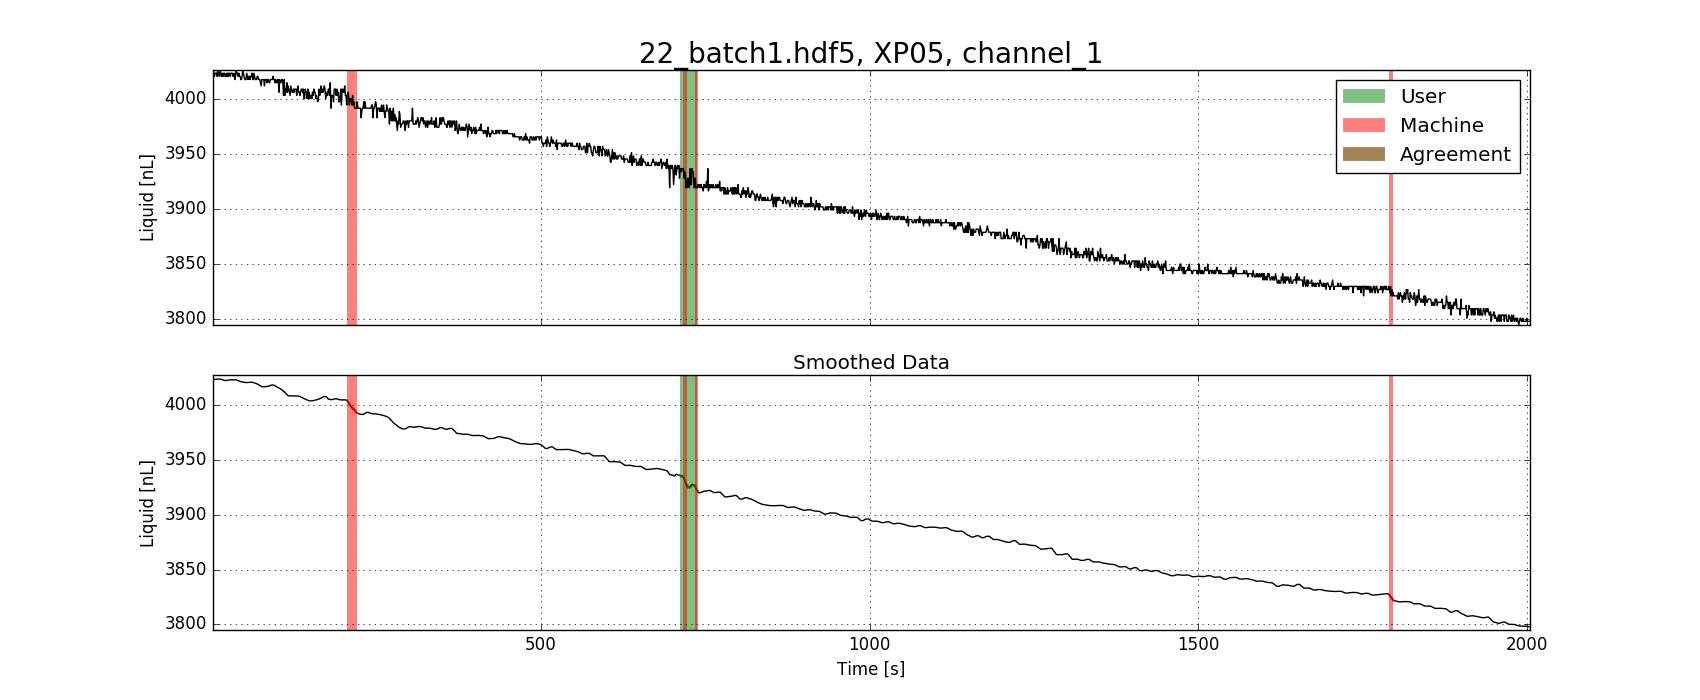 22_batch1.hdf5, XP05, channel_1
4000
3950
3900
3850
3800
Liquid [nL]
User
Machine
Agreement
Smoothed Data
4000
3950
3900
3850
3800
Liquid [nL]
500
1000
1500
2000
Time [s]